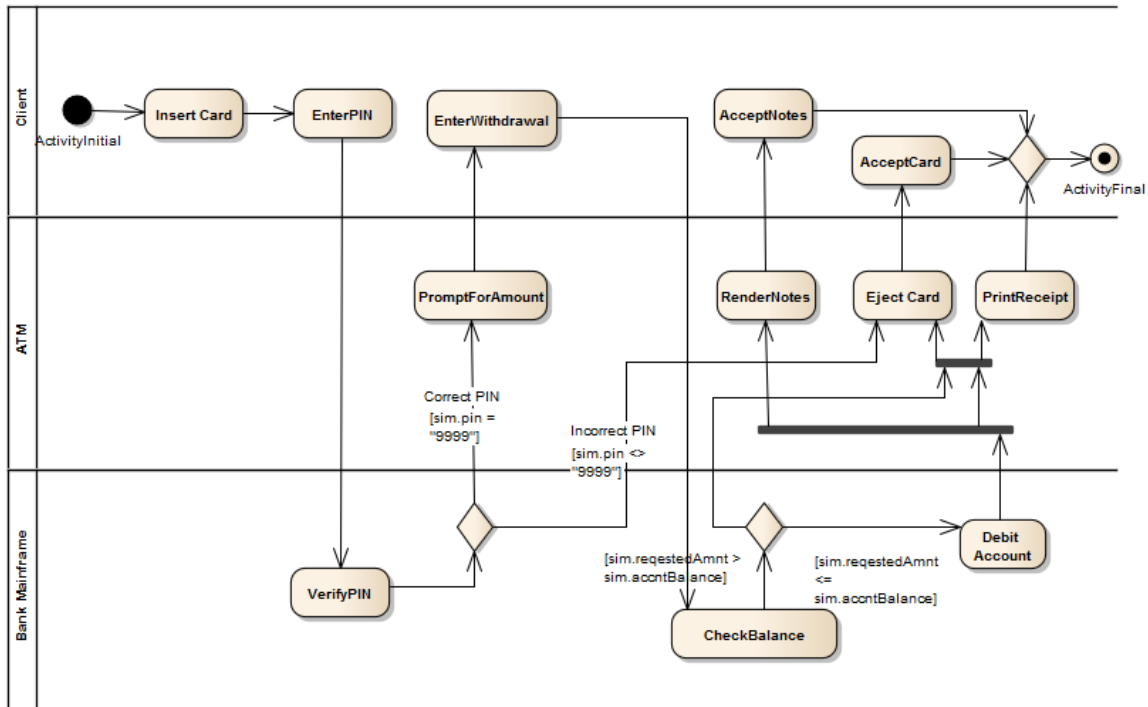 Client
ActivityInitial
Insert Card
EnterPIN
EnterWithdrawal
AcceptNotes
AcceptCard
ActivityFinal
ATM
PromptForAmount
RenderNotes
Eject Card
PrintReceipt
Correct PIN
[sim.pin =
"9999"]
Incorrect PIN
[sim.pin <>
"9999"]
Bank Mainframe
VerifyPIN
[sim.reqestedAmnt >
sim.accntBalance]
[sim.reqestedAmnt
<=
sim.accntBalance]
Debit
Account
CheckBalance